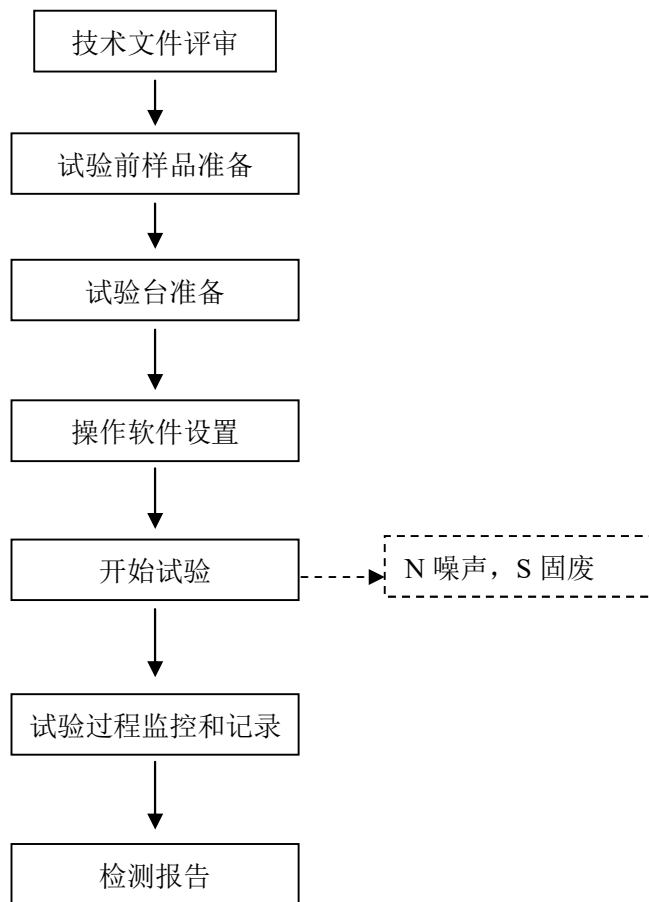 技术文件评审
试验前样品准备
试验台准备
操作软件设置
开始试验
N 噪声，S 固废
试验过程监控和记录
检测报告